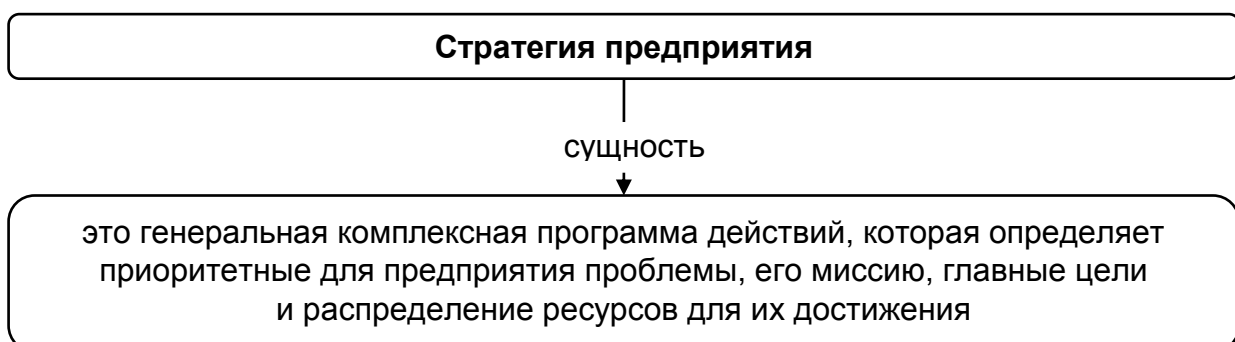 Стратегия предприятия
сущность
это генеральная комплексная программа действий, которая определяет
приоритетные для предприятия проблемы, его миссию, главные цели
и распределение ресурсов для их достижения